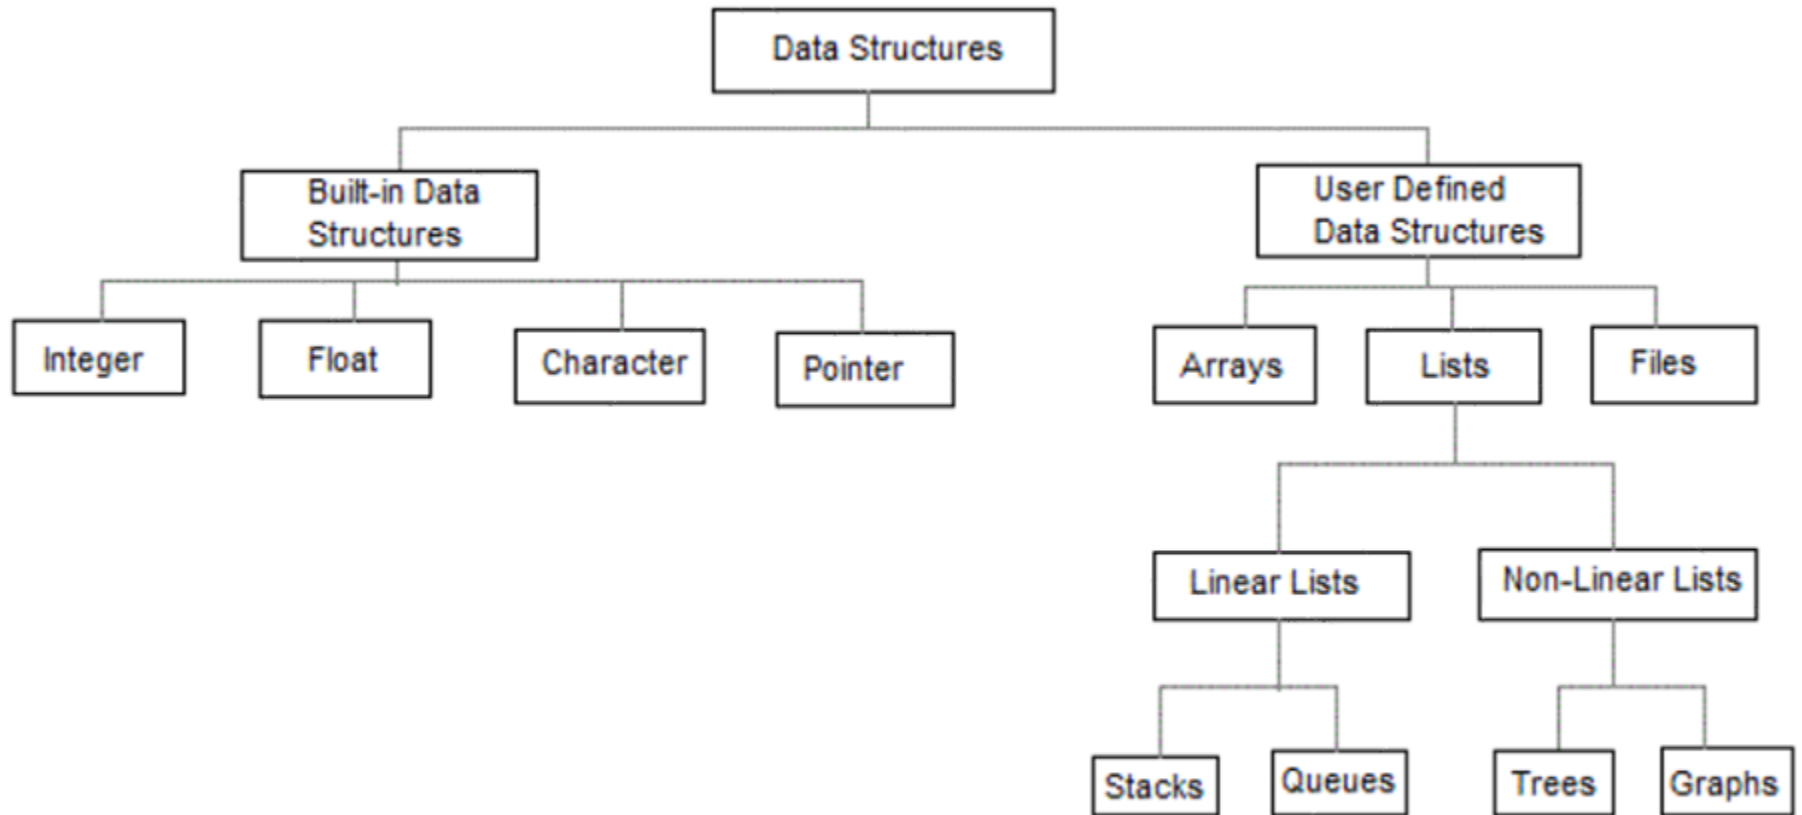 Data Structures
Built-in Data
Structures
User Defined
Data Structures
Integer
Float
Character
Pointer
Arrays
Lists
Files
Linear Lists
Non-Linear Lists
Stacks
Queues
Trees
Graphs